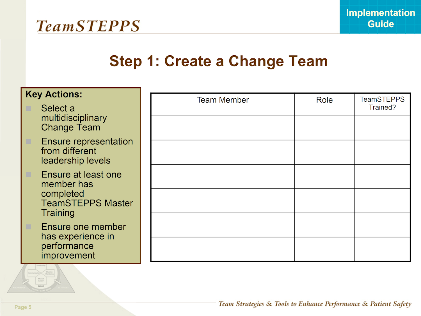 TeamSTEPPS
Implementation
Guide
Step 1: Create a Change Team
Key Actions:
Select a
multidisciplinary
Change Team
Ensure representation
from different
leadership levels
Ensure at least one
member has
completed
TeamSTEPPS Master
Training
Ensure one member
has experience in
performance
improvement
Team Member
Role
TeamSTEPPS
Trained?
Page 3
Team Strategies & Tools to Enhance Performance & Patient Safety